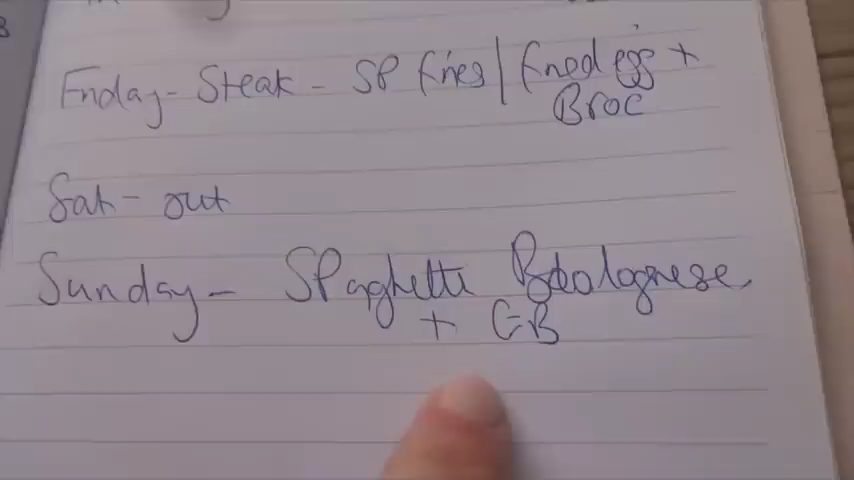 Friday - Steak - SP fries | fried eggs +
Broc
Sat - out
Sunday - SPaghetti Bolognese
+ GB